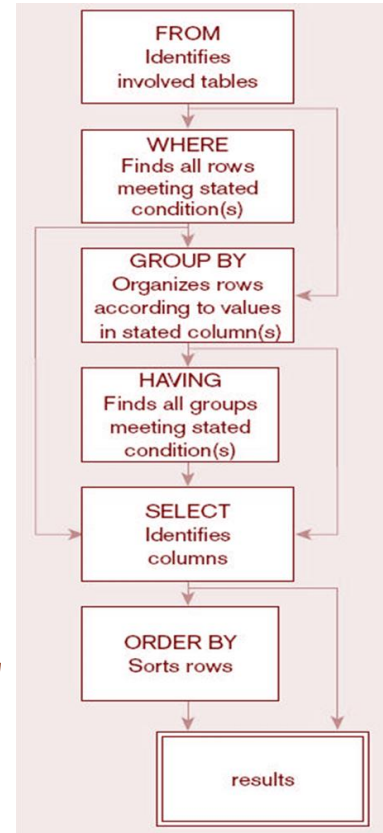 FROM
Identifies
involved tables
WHERE
Finds all rows
meeting stated
condition(s)
GROUP BY
Organizes rows
according to values
in stated column(s)
HAVING
Finds all groups
meeting stated
condition(s)
SELECT
Identifies
columns
ORDER BY
Sorts rows
results